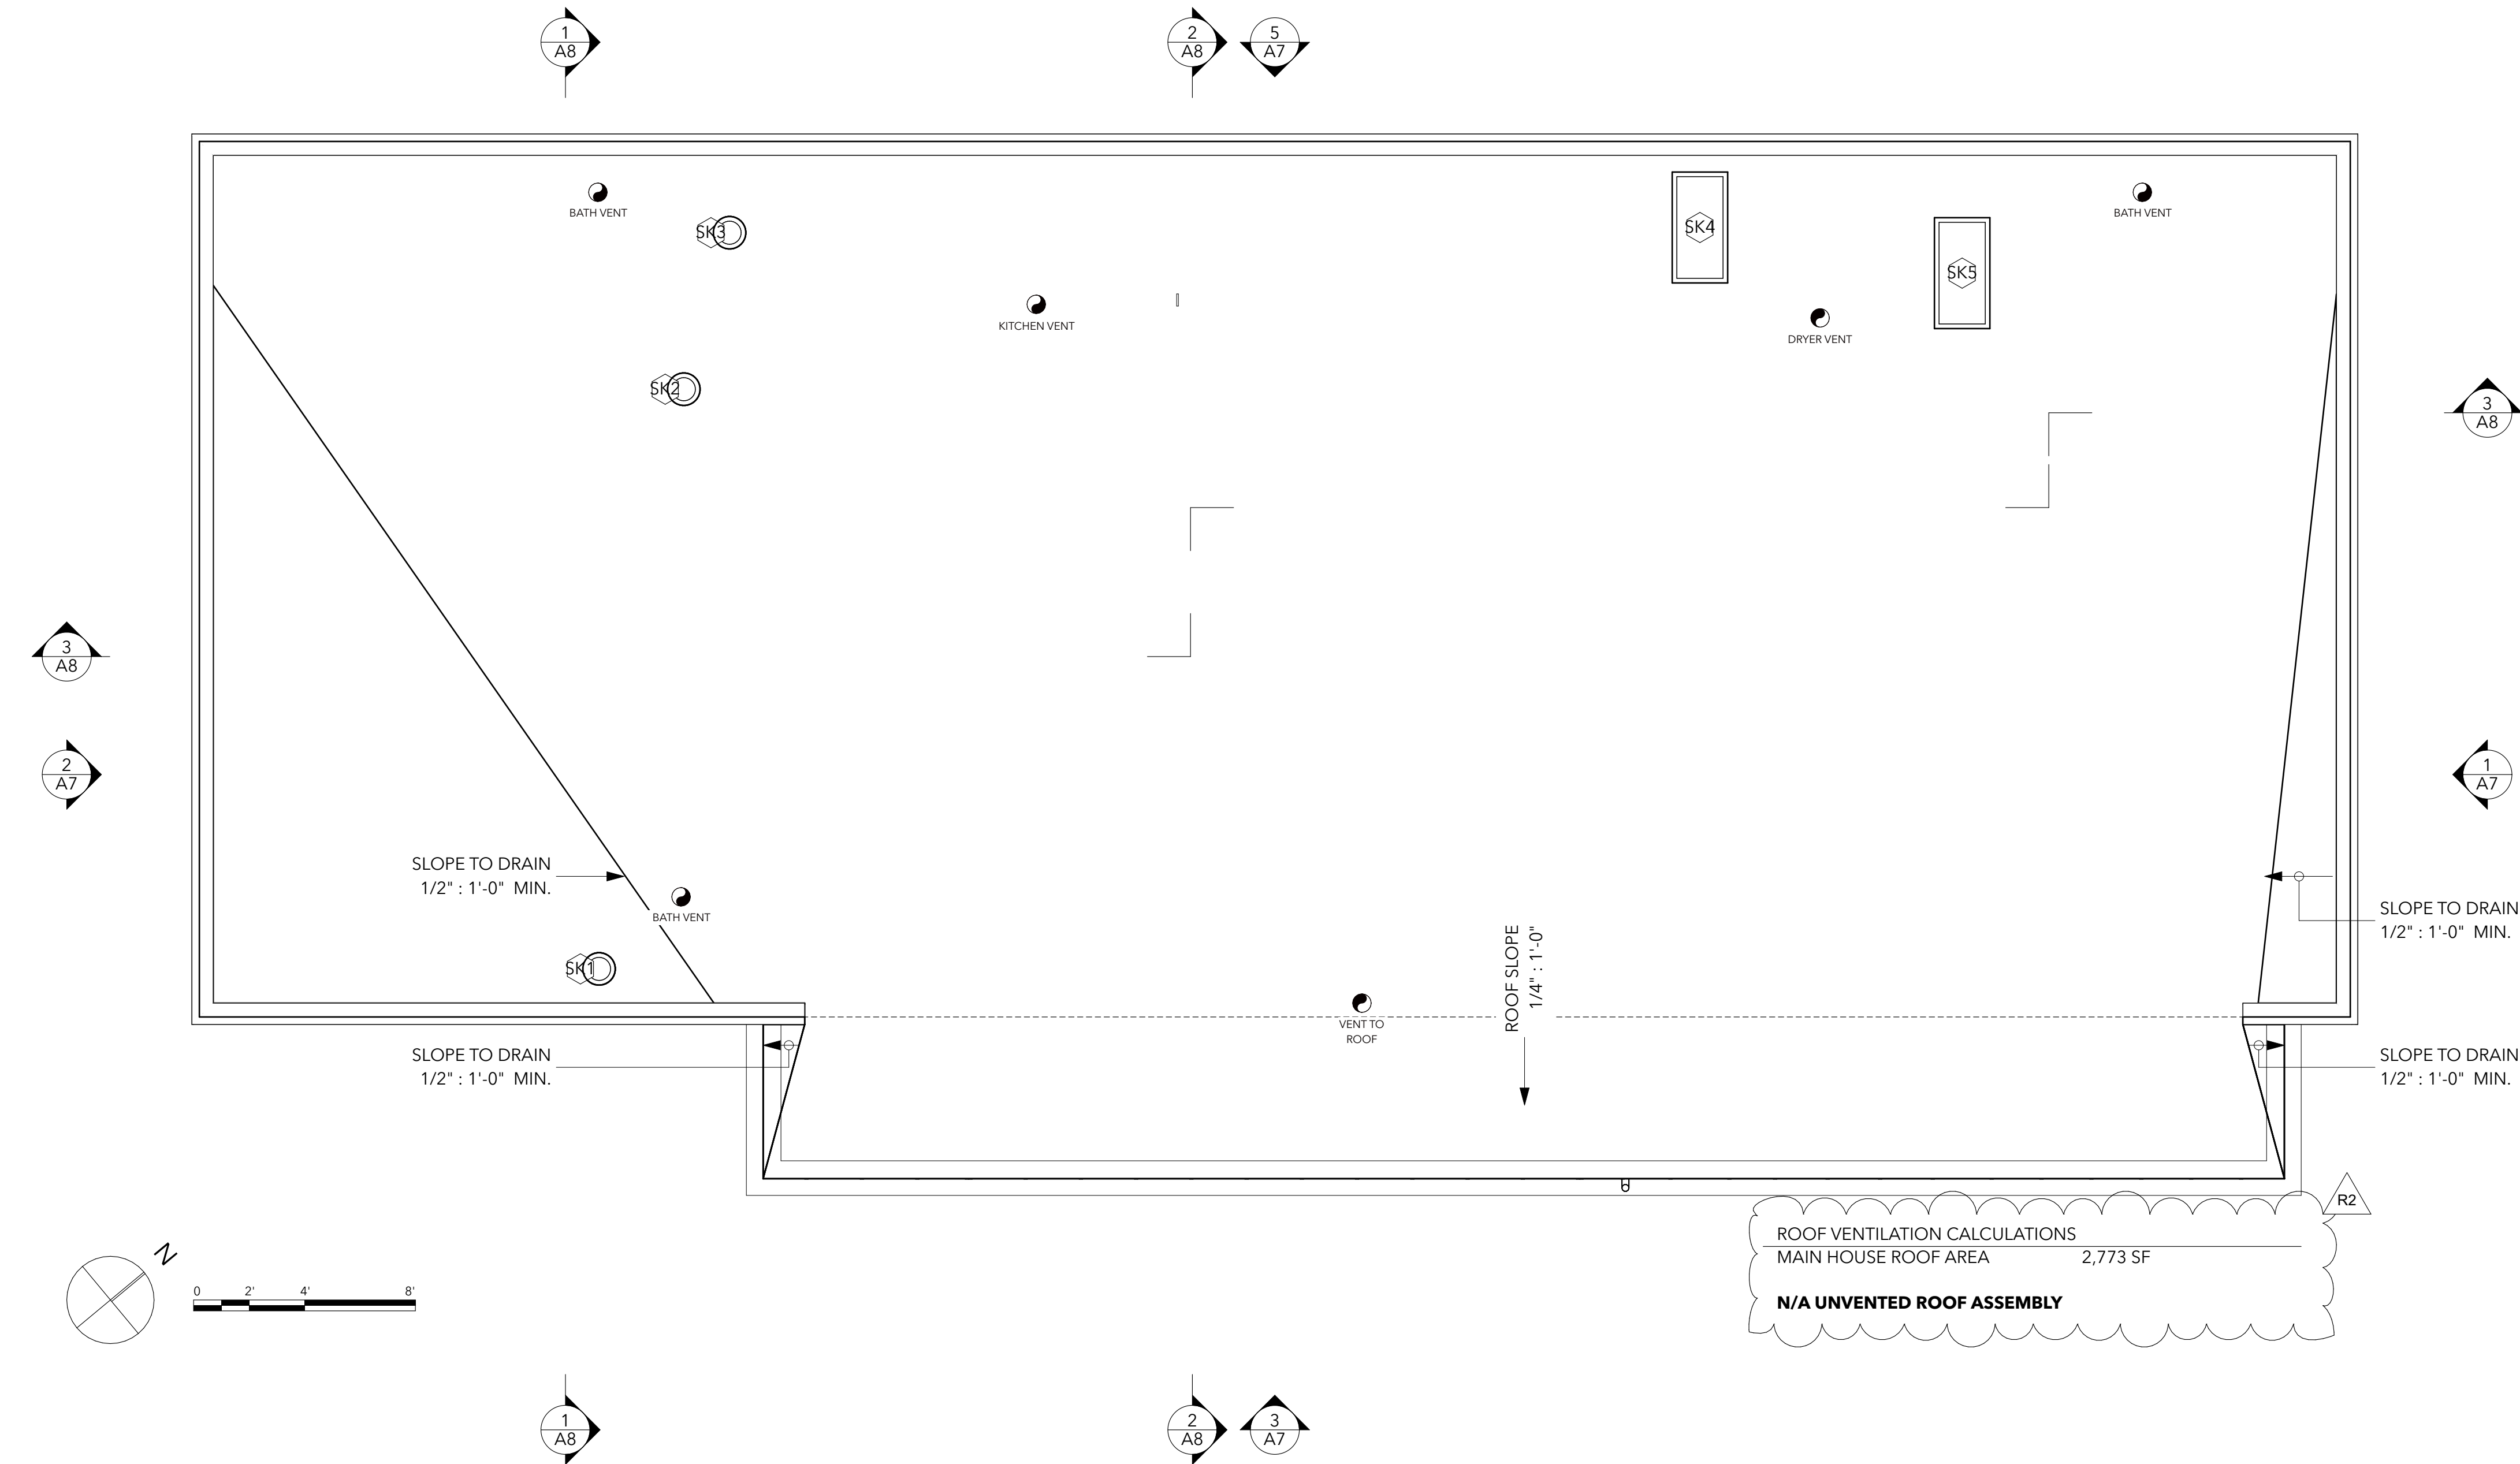 1
A8
2
A8
5
A7
BATH VENT
SK3
SK4
BATH VENT
SK5
KITCHEN VENT
DRYER VENT
SK2
3
A8
3
A8
2
A7
1
A7
SLOPE TO DRAIN
1/2" : 1'-0" MIN.
BATH VENT
SK1
SLOPE TO DRAIN
1/2" : 1'-0" MIN.
ROOF SLOPE
1/4" : 1'-0"
VENT TO
ROOF
SLOPE TO DRAIN
1/2" : 1'-0" MIN.
SLOPE TO DRAIN
1/2" : 1'-0" MIN.
R2
ROOF VENTILATION CALCULATIONS
MAIN HOUSE ROOF AREA 2,773 SF
N/A UNVENTED ROOF ASSEMBLY
N
0 2' 4' 8'
1
A8
2
A8
3
A7